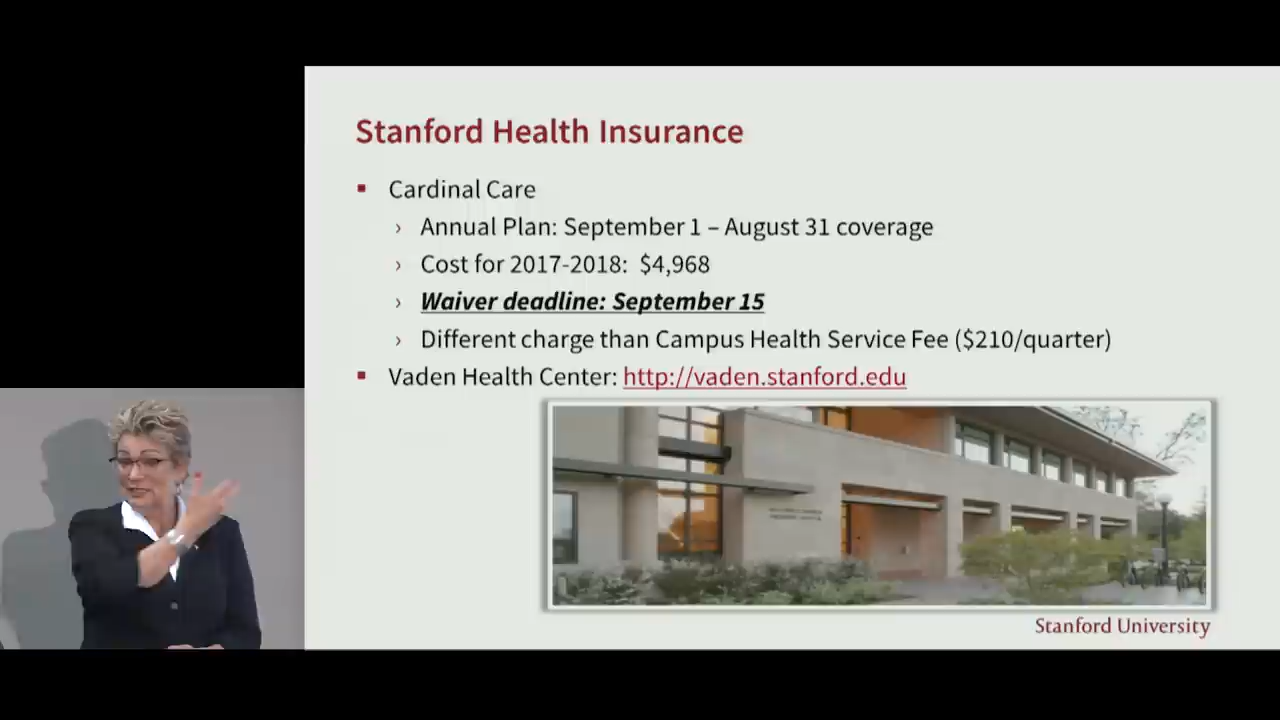 Stanford Health Insurance
Cardinal Care
Annual Plan: September 1 – August 31 coverage
Cost for 2017-2018: $4,968
Waiver deadline: September 15
Different charge than Campus Health Service Fee ($210/quarter)
Vaden Health Center: http://vaden.stanford.edu
Stanford University